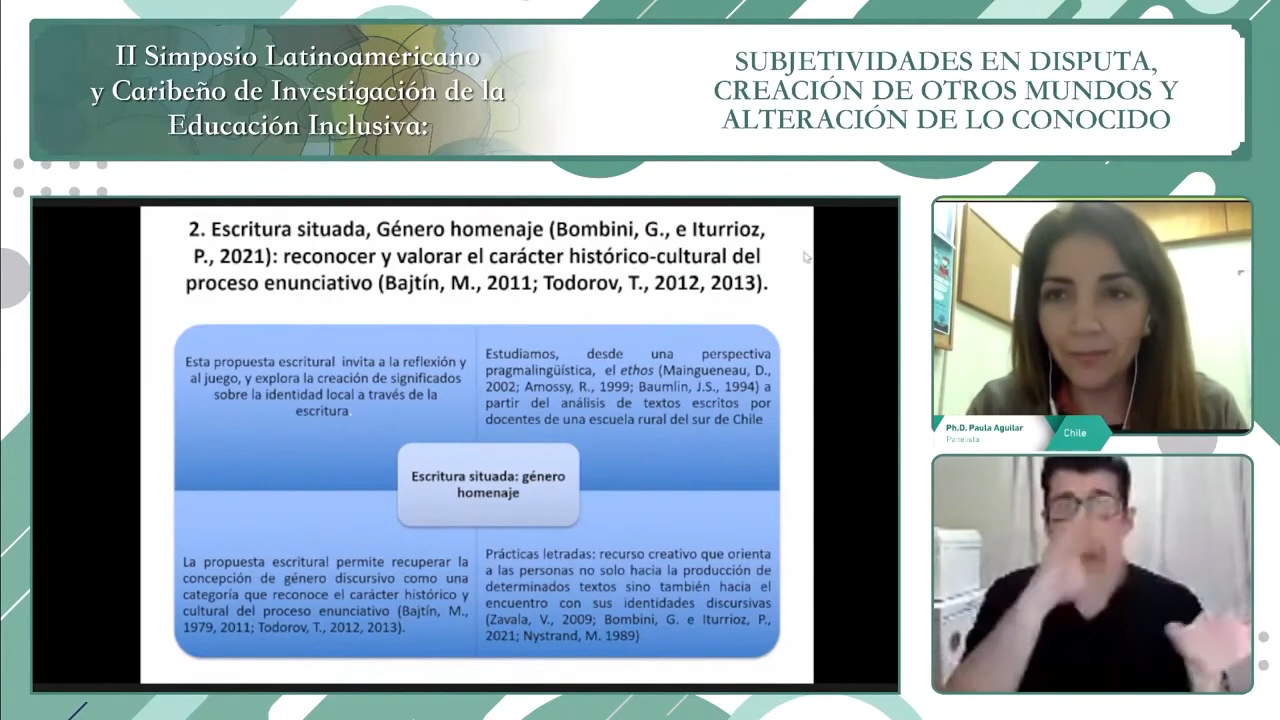 II Simposio Latinoamericano
y Caribeño de Investigación de la
Educación Inclusiva:
SUBJETIVIDADES EN DISPUTA,
CREACIÓN DE OTROS MUNDOS Y
ALTERACIÓN DE LO CONOCIDO
2. Escritura situada, Género homenaje (Bombini, G., e Iturrioz,
P., 2021): reconocer y valorar el carácter histórico-cultural del
proceso enunciativo (Bajtín, M., 2011; Todorov, T., 2012, 2013).
Esta propuesta escritural invita a la reflexión y
al juego, y explora la creación de significados
sobre la identidad local a través de la
escritura.
Estudiamos, desde una perspectiva
pragmalingüística, el ethos (Maingueneau, D.,
2002; Amossy, R., 1999; Baumlin, J.S., 1994) a
partir del análisis de textos escritos por
docentes de una escuela rural del sur de Chile
Escritura situada: género
homenaje
La propuesta escritural permite recuperar la
concepción de género discursivo como una
categoría que reconoce el carácter histórico y
cultural del proceso enunciativo (Bajtín, M.,
1979, 2011; Todorov, T., 2012, 2013).
Prácticas letradas: recurso creativo que orienta
a las personas no solo hacia la producción de
determinados textos sino también hacia el
encuentro con sus identidades discursivas
(Zavala, V., 2009; Bombini, G. e Iturrioz, P.,
2021; Nystrand, M. 1989)
Ph.D. Paula Aguilar
Panelista
Chile